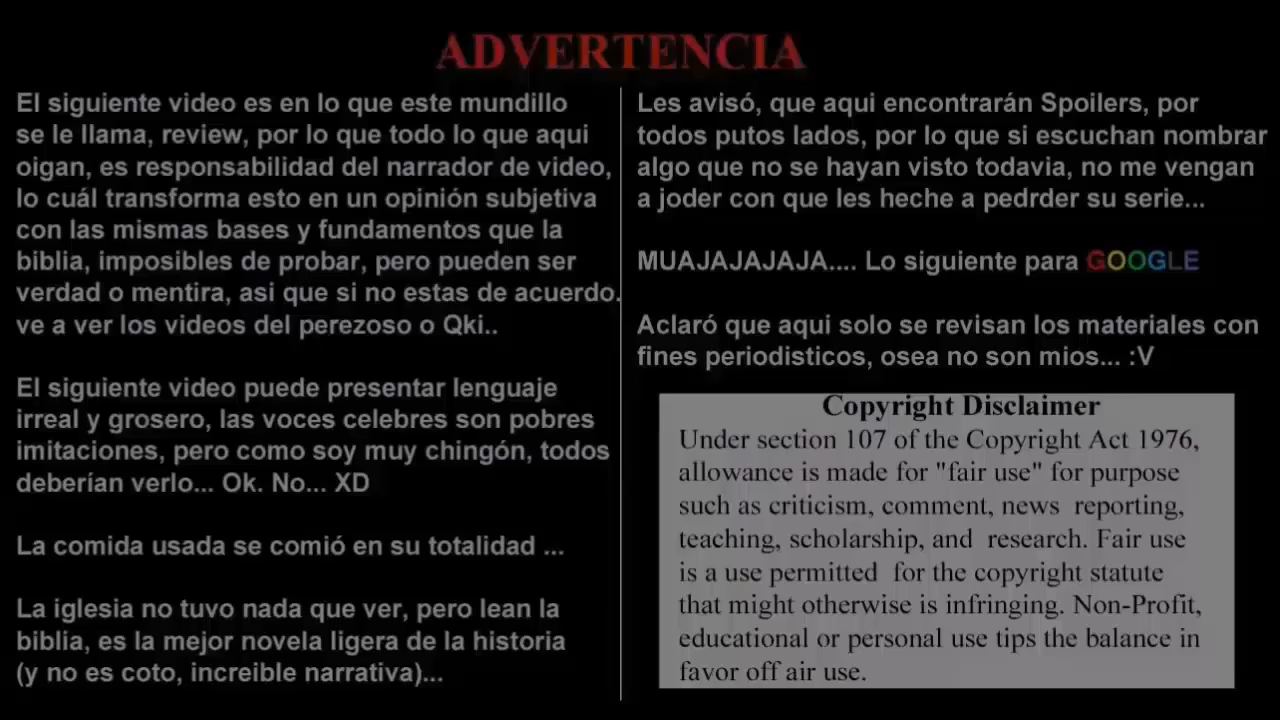 ADVERTENCIA
El siguiente video es en lo que este mundillo
se le llama, review, por lo que todo lo que aqui
oigan, es responsabilidad del narrador de video,
lo cuál transforma esto en un opinión subjetiva
con las mismas bases y fundamentos que la
biblia, imposibles de probar, pero pueden ser
verdad o mentira, asi que si no estas de acuerdo.
ve a ver los videos del perezoso o Qki..
El siguiente video puede presentar lenguaje
irreal y grosero, las voces celebres son pobres
imitaciones, pero como soy muy chingón, todos
deberían verlo... Ok. No... XD
La comida usada se comió en su totalidad ...
La iglesia no tuvo nada que ver, pero lean la
biblia, es la mejor novela ligera de la historia
(y no es coto, increible narrativa)...
Les avisó, que aqui encontrarán Spoilers, por
todos putos lados, por lo que si escuchan nombrar
algo que no se hayan visto todavia, no me vengan
a joder con que les heche a pedrder su serie...
MUAJAJAJAJA.... Lo siguiente para GOOGLE
Aclaró que aqui solo se revisan los materiales con
fines periodisticos, osea no son mios... :V
Copyright Disclaimer
Under section 107 of the Copyright Act 1976,
allowance is made for "fair use" for purpose
such as criticism, comment, news reporting,
teaching, scholarship, and research. Fair use
is a use permitted for the copyright statute
that might otherwise is infringing. Non-Profit,
educational or personal use tips the balance in
favor off air use.